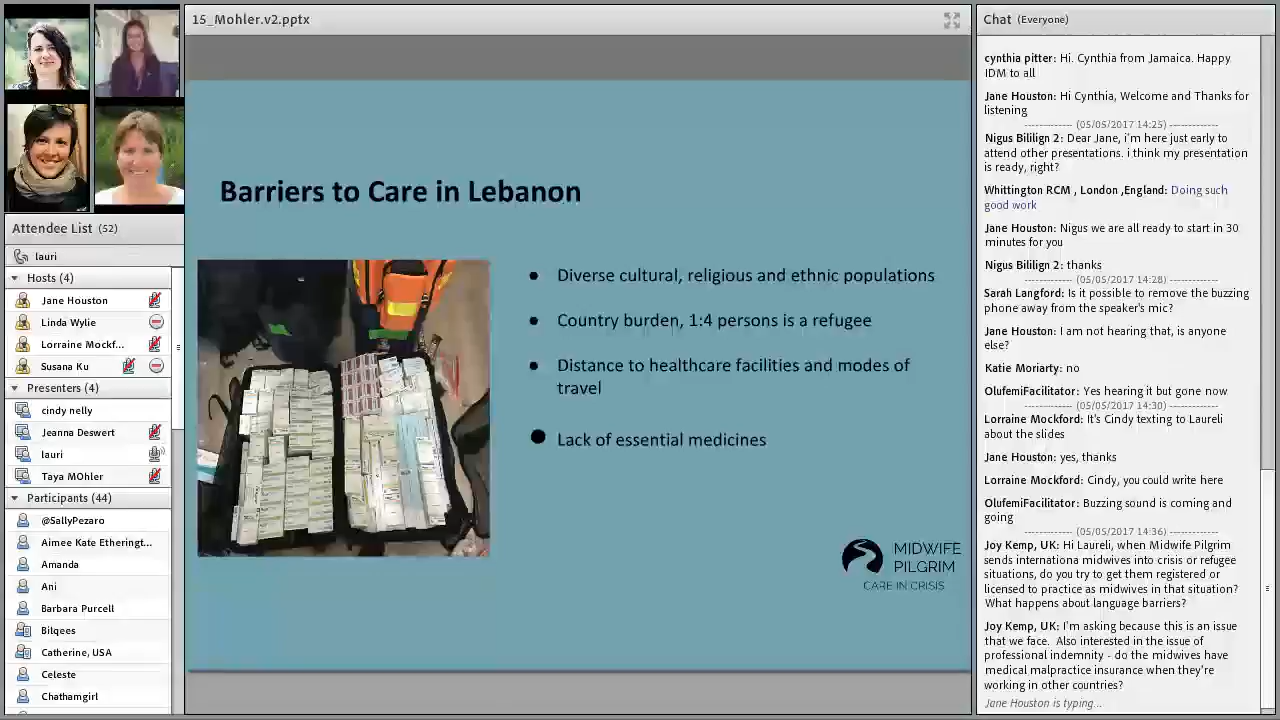 15_Mohler.v2.pptx
Attendee List (52)
lauri
Hosts (4)
Jane Houston
Linda Wylie
Lorraine Mockf...
Susana Ku
Presenters (4)
cindy nelly
Jeanna Deswert
lauri
Taya MOhler
Participants (44)
@SallyPezaro
Aimee Kate Etheringt...
Amanda
Ani
Barbara Purcell
Bilqees
Catherine, USA
Celeste
Chathamgirl
Barriers to Care in Lebanon
● Diverse cultural, religious and ethnic populations
● Country burden, 1:4 persons is a refugee
● Distance to healthcare facilities and modes of
travel
● Lack of essential medicines
MIDWIFE
PILGRIM
CARE IN CRISIS
Chat (Everyone)
cynthia pitter: Hi. Cynthia from Jamaica. Happy
IDM to all
Jane Houston: Hi Cynthia, Welcome and Thanks for
listening
------------- (05/05/2017 14:25) -------------
Nigus Bililign 2: Dear Jane, i'm here just early to
attend other presentations. i think my presentation
is ready, right?
Whittington RCM , London ,England: Doing such
good work
Jane Houston: Nigus we are all ready to start in 30
minutes for you
Nigus Bililign 2: thanks
------------- (05/05/2017 14:28) -------------
Sarah Langford: Is it possible to remove the buzzing
phone away from the speaker's mic?
Jane Houston: I am not hearing that, is anyone
else?
Katie Moriarty: no
OlufemiFacilitator: Yes hearing it but gone now
------------- (05/05/2017 14:30) -------------
Lorraine Mockford: It's Cindy texting to Laureli
about the slides
Jane Houston: yes, thanks
Lorraine Mockford: Cindy, you could write here
OlufemiFacilitator: Buzzing sound is coming and
going
------------- (05/05/2017 14:36) -------------
Joy Kemp, UK: Hi Laureli, when Midwife Pilgrim
sends internationa midwives into crisis or refugee
situations, do you try to get them registered or
licensed to practice as midwives in that situation?
What happens about language barriers?
Joy Kemp, UK: I'm asking because this is an issue
that we face.  Also interested in the issue of
professional indemnity - do the midwives have
medical malpractice insurance when they're
working in other countries?
Jane Houston is typing...